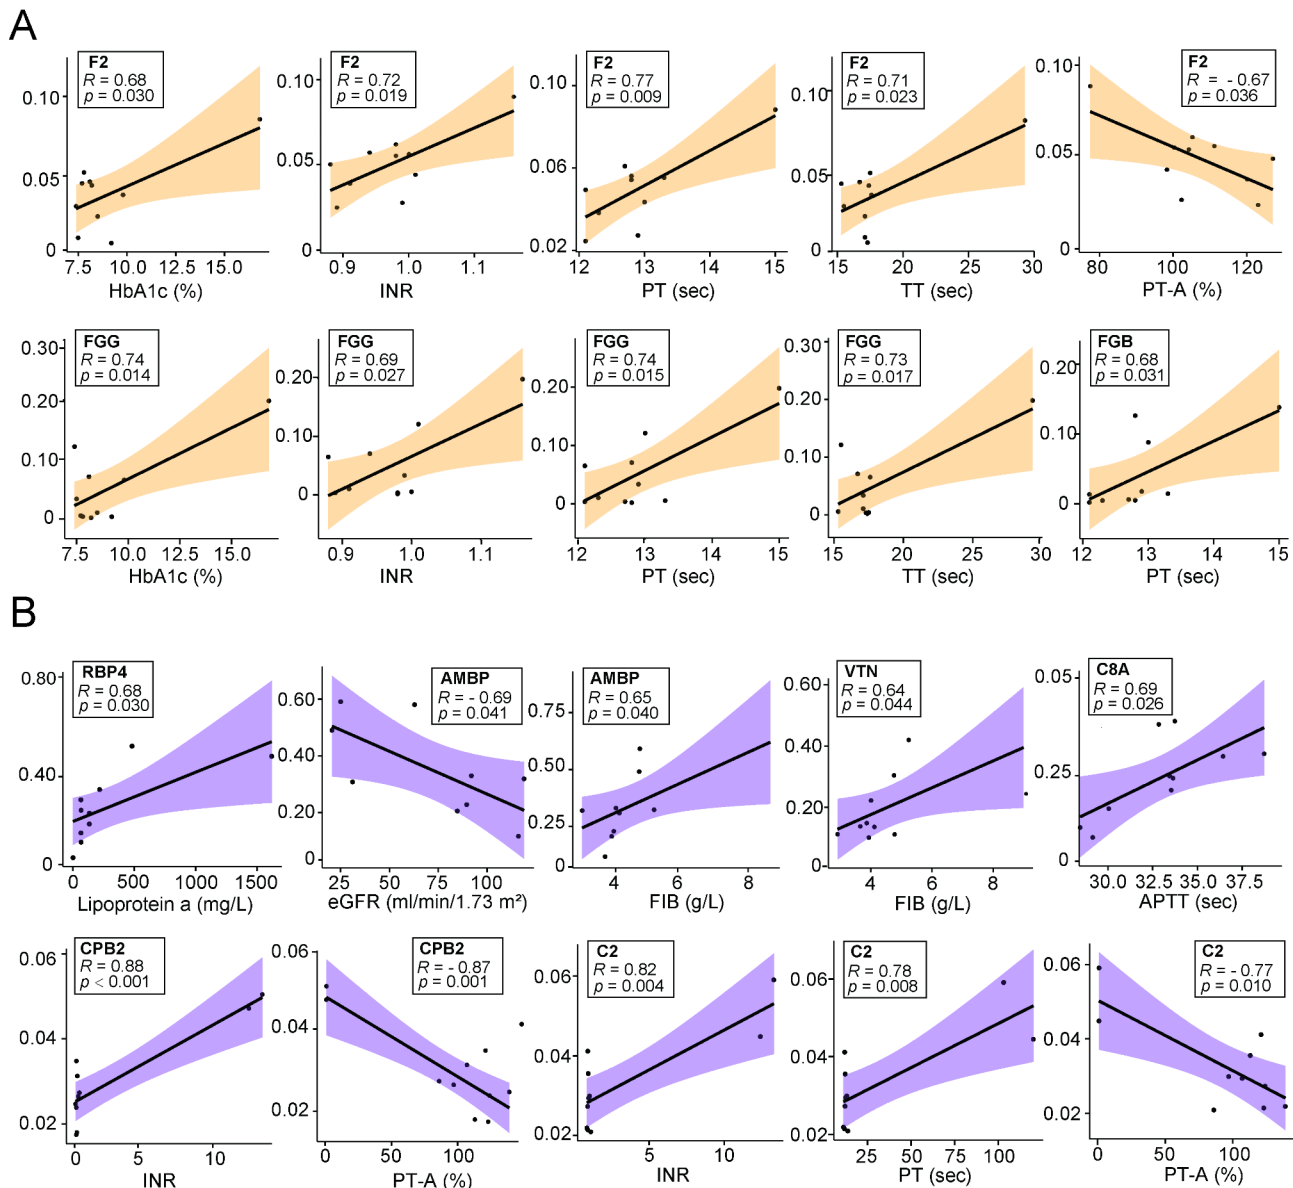 A
F2
R = 0.68
p = 0.030
0.10
0.05
0
7.5
10.0
12.5
15.0
HbA1c (%)
F2
R = 0.72
p = 0.019
0.10
0.05
0
0.9
1.0
1.1
INR
F2
R = 0.77
p = 0.009
0.10
0.06
0.02
12
13
14
15
PT (sec)
F2
R = 0.71
p = 0.023
0.10
0.05
0
15
20
25
30
TT (sec)
F2
R = - 0.67
p = 0.036
0.10
0.05
0
80
100
120
PT-A (%)
FGG
R = 0.74
p = 0.014
0.30
0.20
0.10
0
7.5
10.0
12.5
15.0
HbA1c (%)
FGG
R = 0.69
p = 0.027
0.20
0.10
0
0.9
1.0
1.1
INR
FGG
R = 0.74
p = 0.015
0.20
0.10
0
12
13
14
15
PT (sec)
FGG
R = 0.73
p = 0.017
0.30
0.20
0.10
0
15
20
25
30
TT (sec)
FGB
R = 0.68
p = 0.031
0.20
0.10
0
12
13
14
15
PT (sec)
B
RBP4
R = 0.68
p = 0.030
0.80
0.40
0
0
500
1000
1500
Lipoprotein a (mg/L)
AMBP
R = - 0.69
p = 0.041
0.60
0.40
0.20
0
25
50
75
100
eGFR (ml/min/1.73 m²)
AMBP
R = 0.65
p = 0.040
0.75
0.50
0.25
0
4
6
8
FIB (g/L)
VTN
R = 0.64
p = 0.044
0.60
0.40
0.20
0
4
6
8
FIB (g/L)
C8A
R = 0.69
p = 0.026
0.05
0.25
0
30.0
32.5
35.0
37.5
APTT (sec)
CPB2
R = 0.88
p < 0.001
0.06
0.04
0.02
0
5
10
INR
CPB2
R = - 0.87
p = 0.001
0.06
0.04
0.02
0
50
100
PT-A (%)
C2
R = 0.82
p = 0.004
0.06
0.04
0.02
5
10
INR
C2
R = 0.78
p = 0.008
0.06
0.04
0.02
25
50
75
100
PT (sec)
C2
R = - 0.77
p = 0.010
0.06
0.04
0.02
0
50
100
PT-A (%)